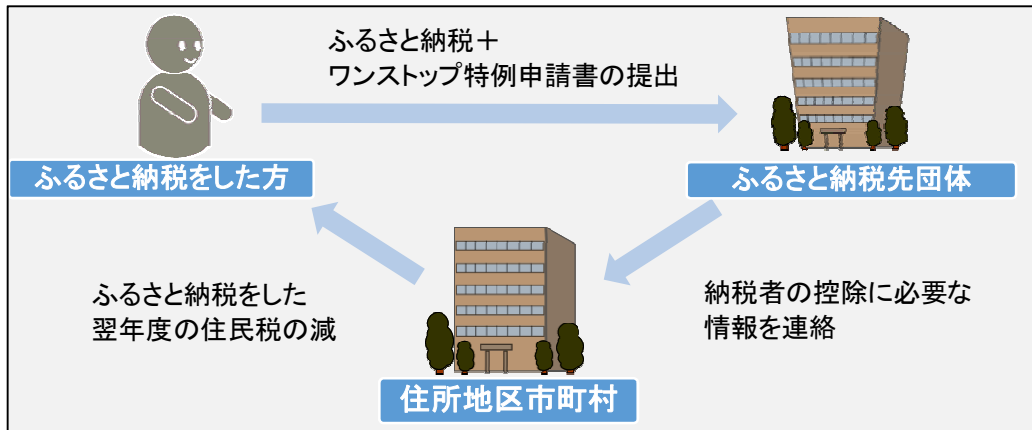 ふるさと納税＋
ワンストップ特例申請書の提出
ふるさと納税をした方
ふるさと納税先団体
ふるさと納税をした
翌年度の住民税の減
納税者の控除に必要な
情報を連絡
住所地区市町村